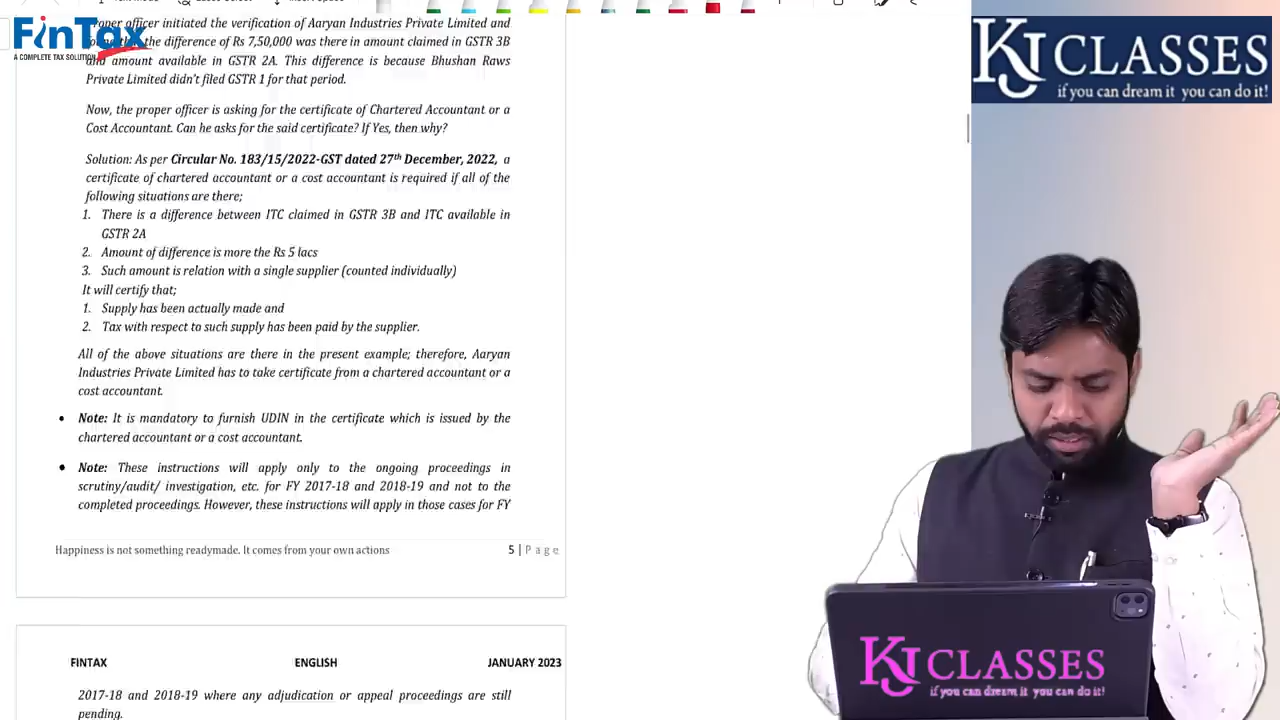 FinTax
A COMPLETE TAX SOLUTION
Proper officer initiated the verification of Aaryan Industries Private Limited and
the difference of Rs 7,50,000 was there in amount claimed in GSTR 3B
and amount available in GSTR 2A. This difference is because Bhushan Raws
Private Limited didn't filed GSTR 1 for that period.
Now, the proper officer is asking for the certificate of Chartered Accountant or a
Cost Accountant. Can he asks for the said certificate? If Yes, then why?
Solution: As per Circular No. 183/15/2022-GST dated 27th December, 2022, a
certificate of chartered accountant or a cost accountant is required if all of the
following situations are there;
1. There is a difference between ITC claimed in GSTR 3B and ITC available in
GSTR 2A
2. Amount of difference is more the Rs 5 lacs
3. Such amount is relation with a single supplier (counted individually)
It will certify that;
1. Supply has been actually made and
2. Tax with respect to such supply has been paid by the supplier.
All of the above situations are there in the present example; therefore, Aaryan
Industries Private Limited has to take certificate from a chartered accountant or a
cost accountant.
• Note: It is mandatory to furnish UDIN in the certificate which is issued by the
chartered accountant or a cost accountant.
• Note: These instructions will apply only to the ongoing proceedings in
scrutiny/audit/ investigation, etc. for FY 2017-18 and 2018-19 and not to the
completed proceedings. However, these instructions will apply in those cases for FY
Happiness is not something readymade. It comes from your own actions
5 | Page
FINTAX ENGLISH JANUARY 2023
2017-18 and 2018-19 where any adjudication or appeal proceedings are still
pending.
KJ CLASSES
if you can dream it you can do it!
KJ CLASSES
if you can dream it you can do it!